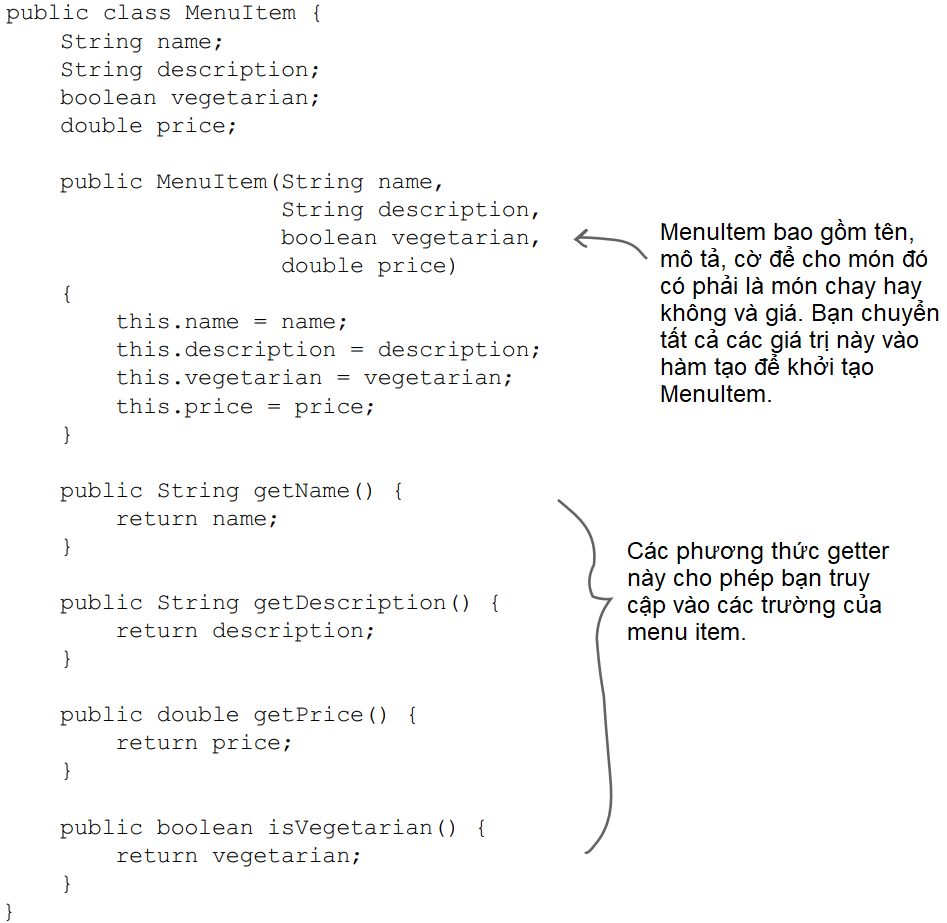 public class MenuItem {
String name;
String description;
boolean vegetarian;
double price;
public MenuItem(String name,
String description,
boolean vegetarian,
double price)
{
this.name = name;
this.description = description;
this.vegetarian = vegetarian;
this.price = price;
}
MenuItem bao gồm tên,
mô tả, cờ để cho món đó
có phải là món chay hay
không và giá. Bạn chuyển
tất cả các giá trị này vào
hàm tạo để khởi tạo
MenuItem.
public String getName() {
return name;
}
public String getDescription() {
return description;
}
public double getPrice() {
return price;
}
public boolean isVegetarian() {
return vegetarian;
}
}
Các phương thức getter
này cho phép bạn truy
cập vào các trường của
menu item.